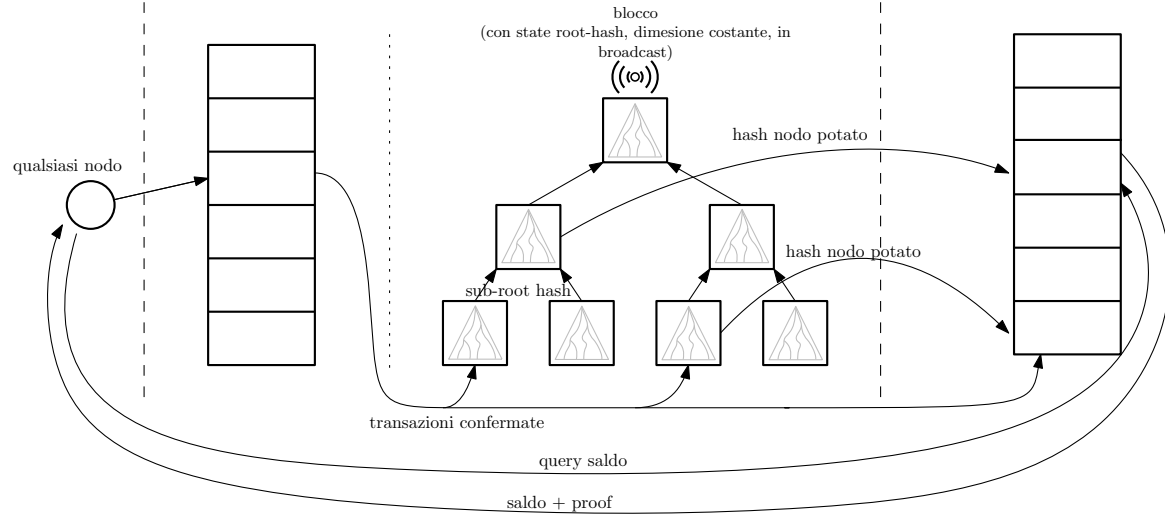 blocco
(con state root-hash, dimesione costante, in
broadcast)
hash nodo potato
qualsiasi nodo
hash nodo potato
sub-root hash
transazioni confermate
query saldo
saldo + proof